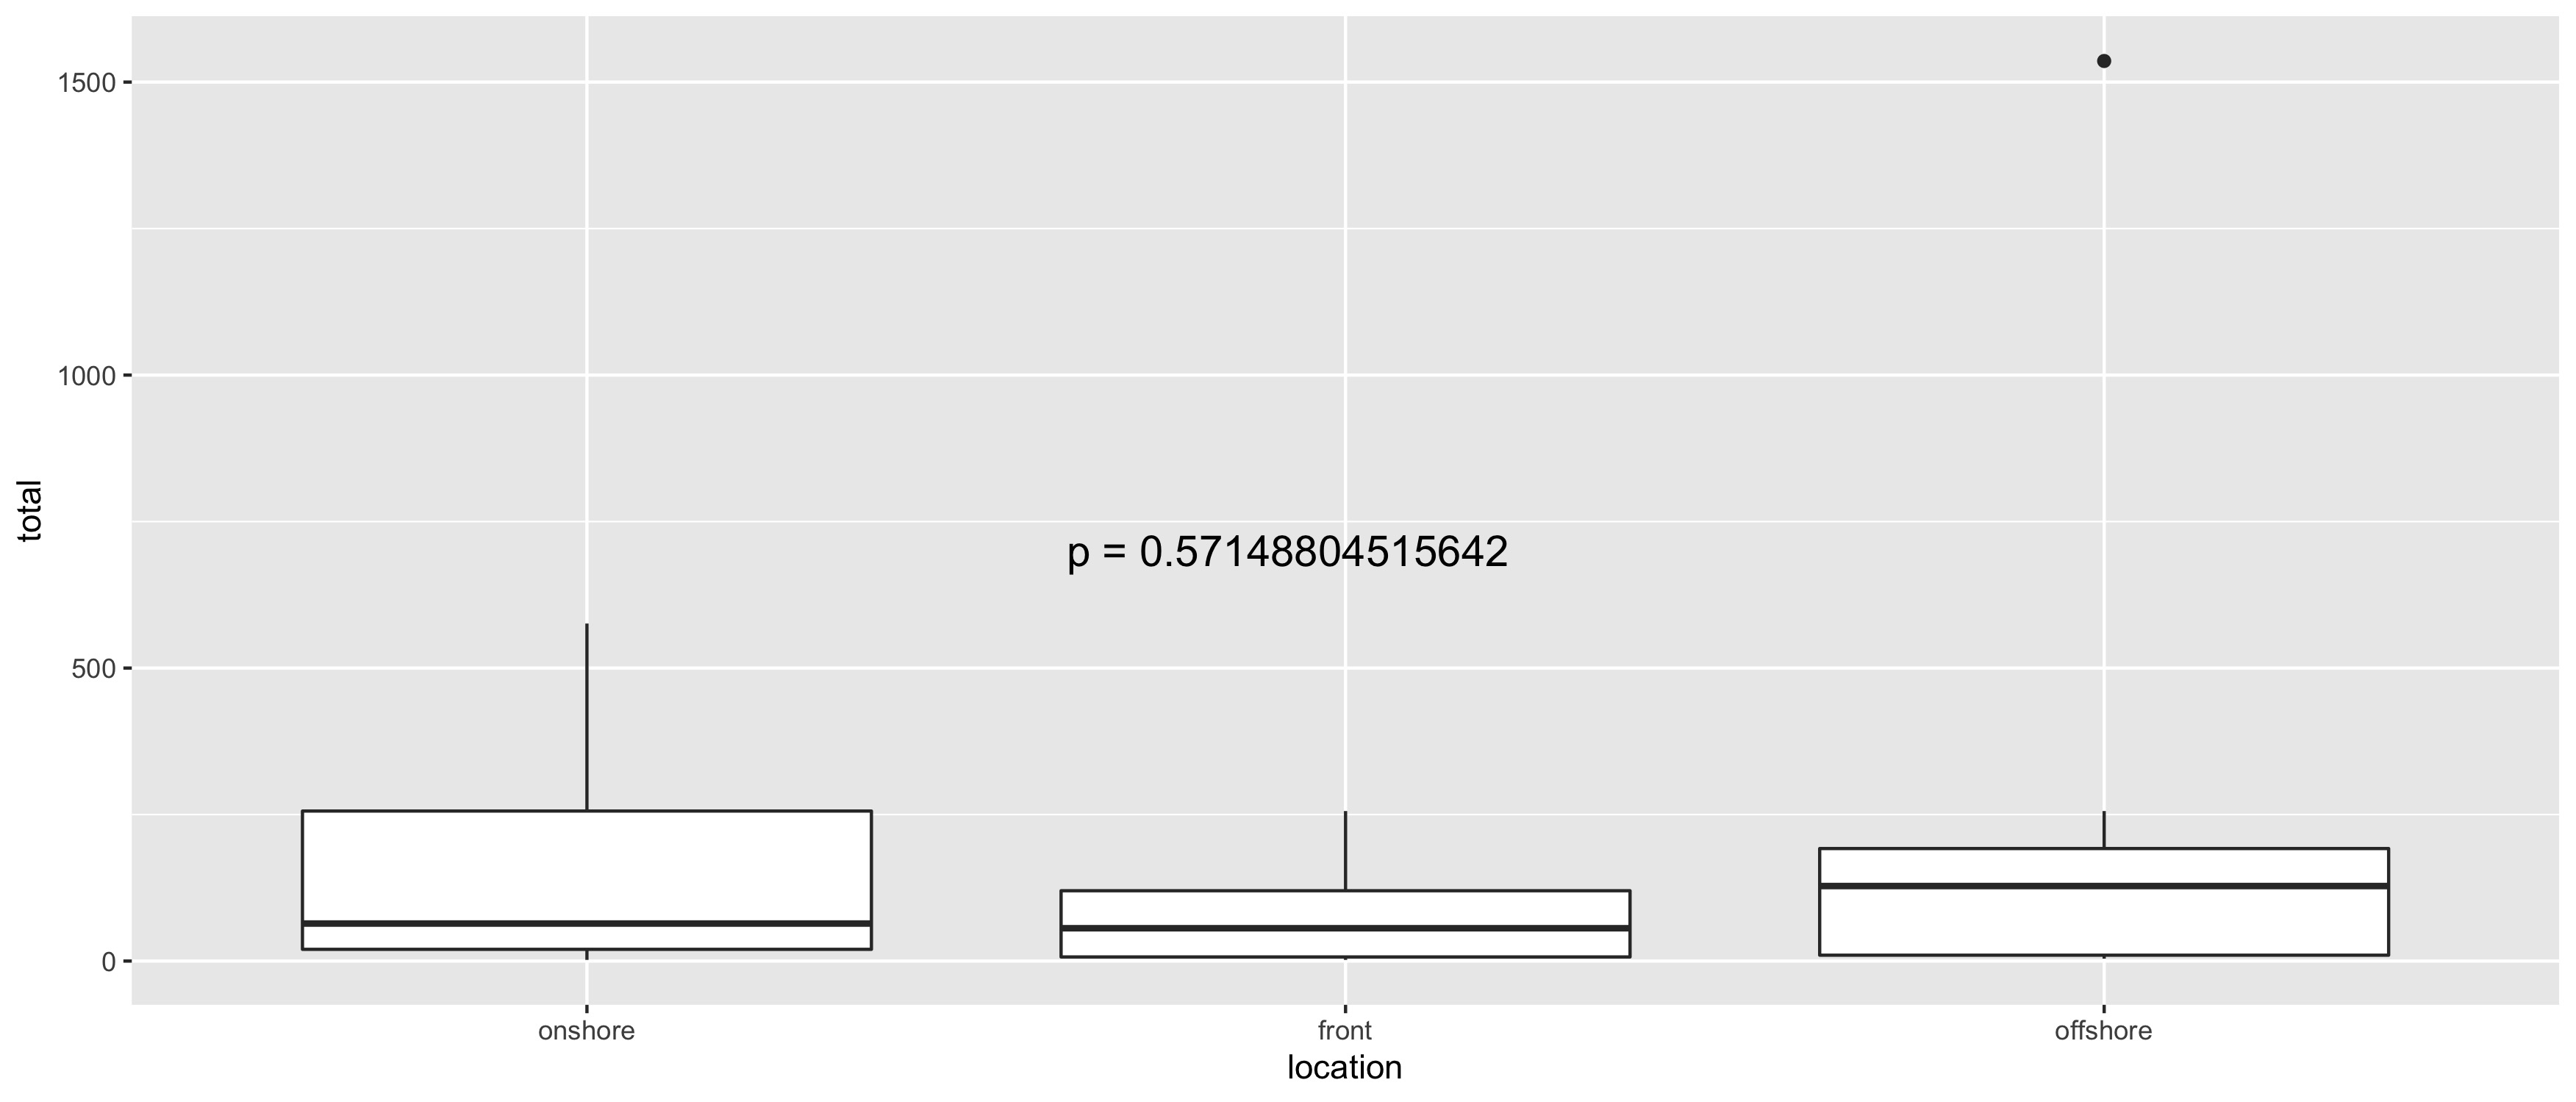 1500
1000
total
p = 0.57148804515642
500
0
onshore front offshore
location